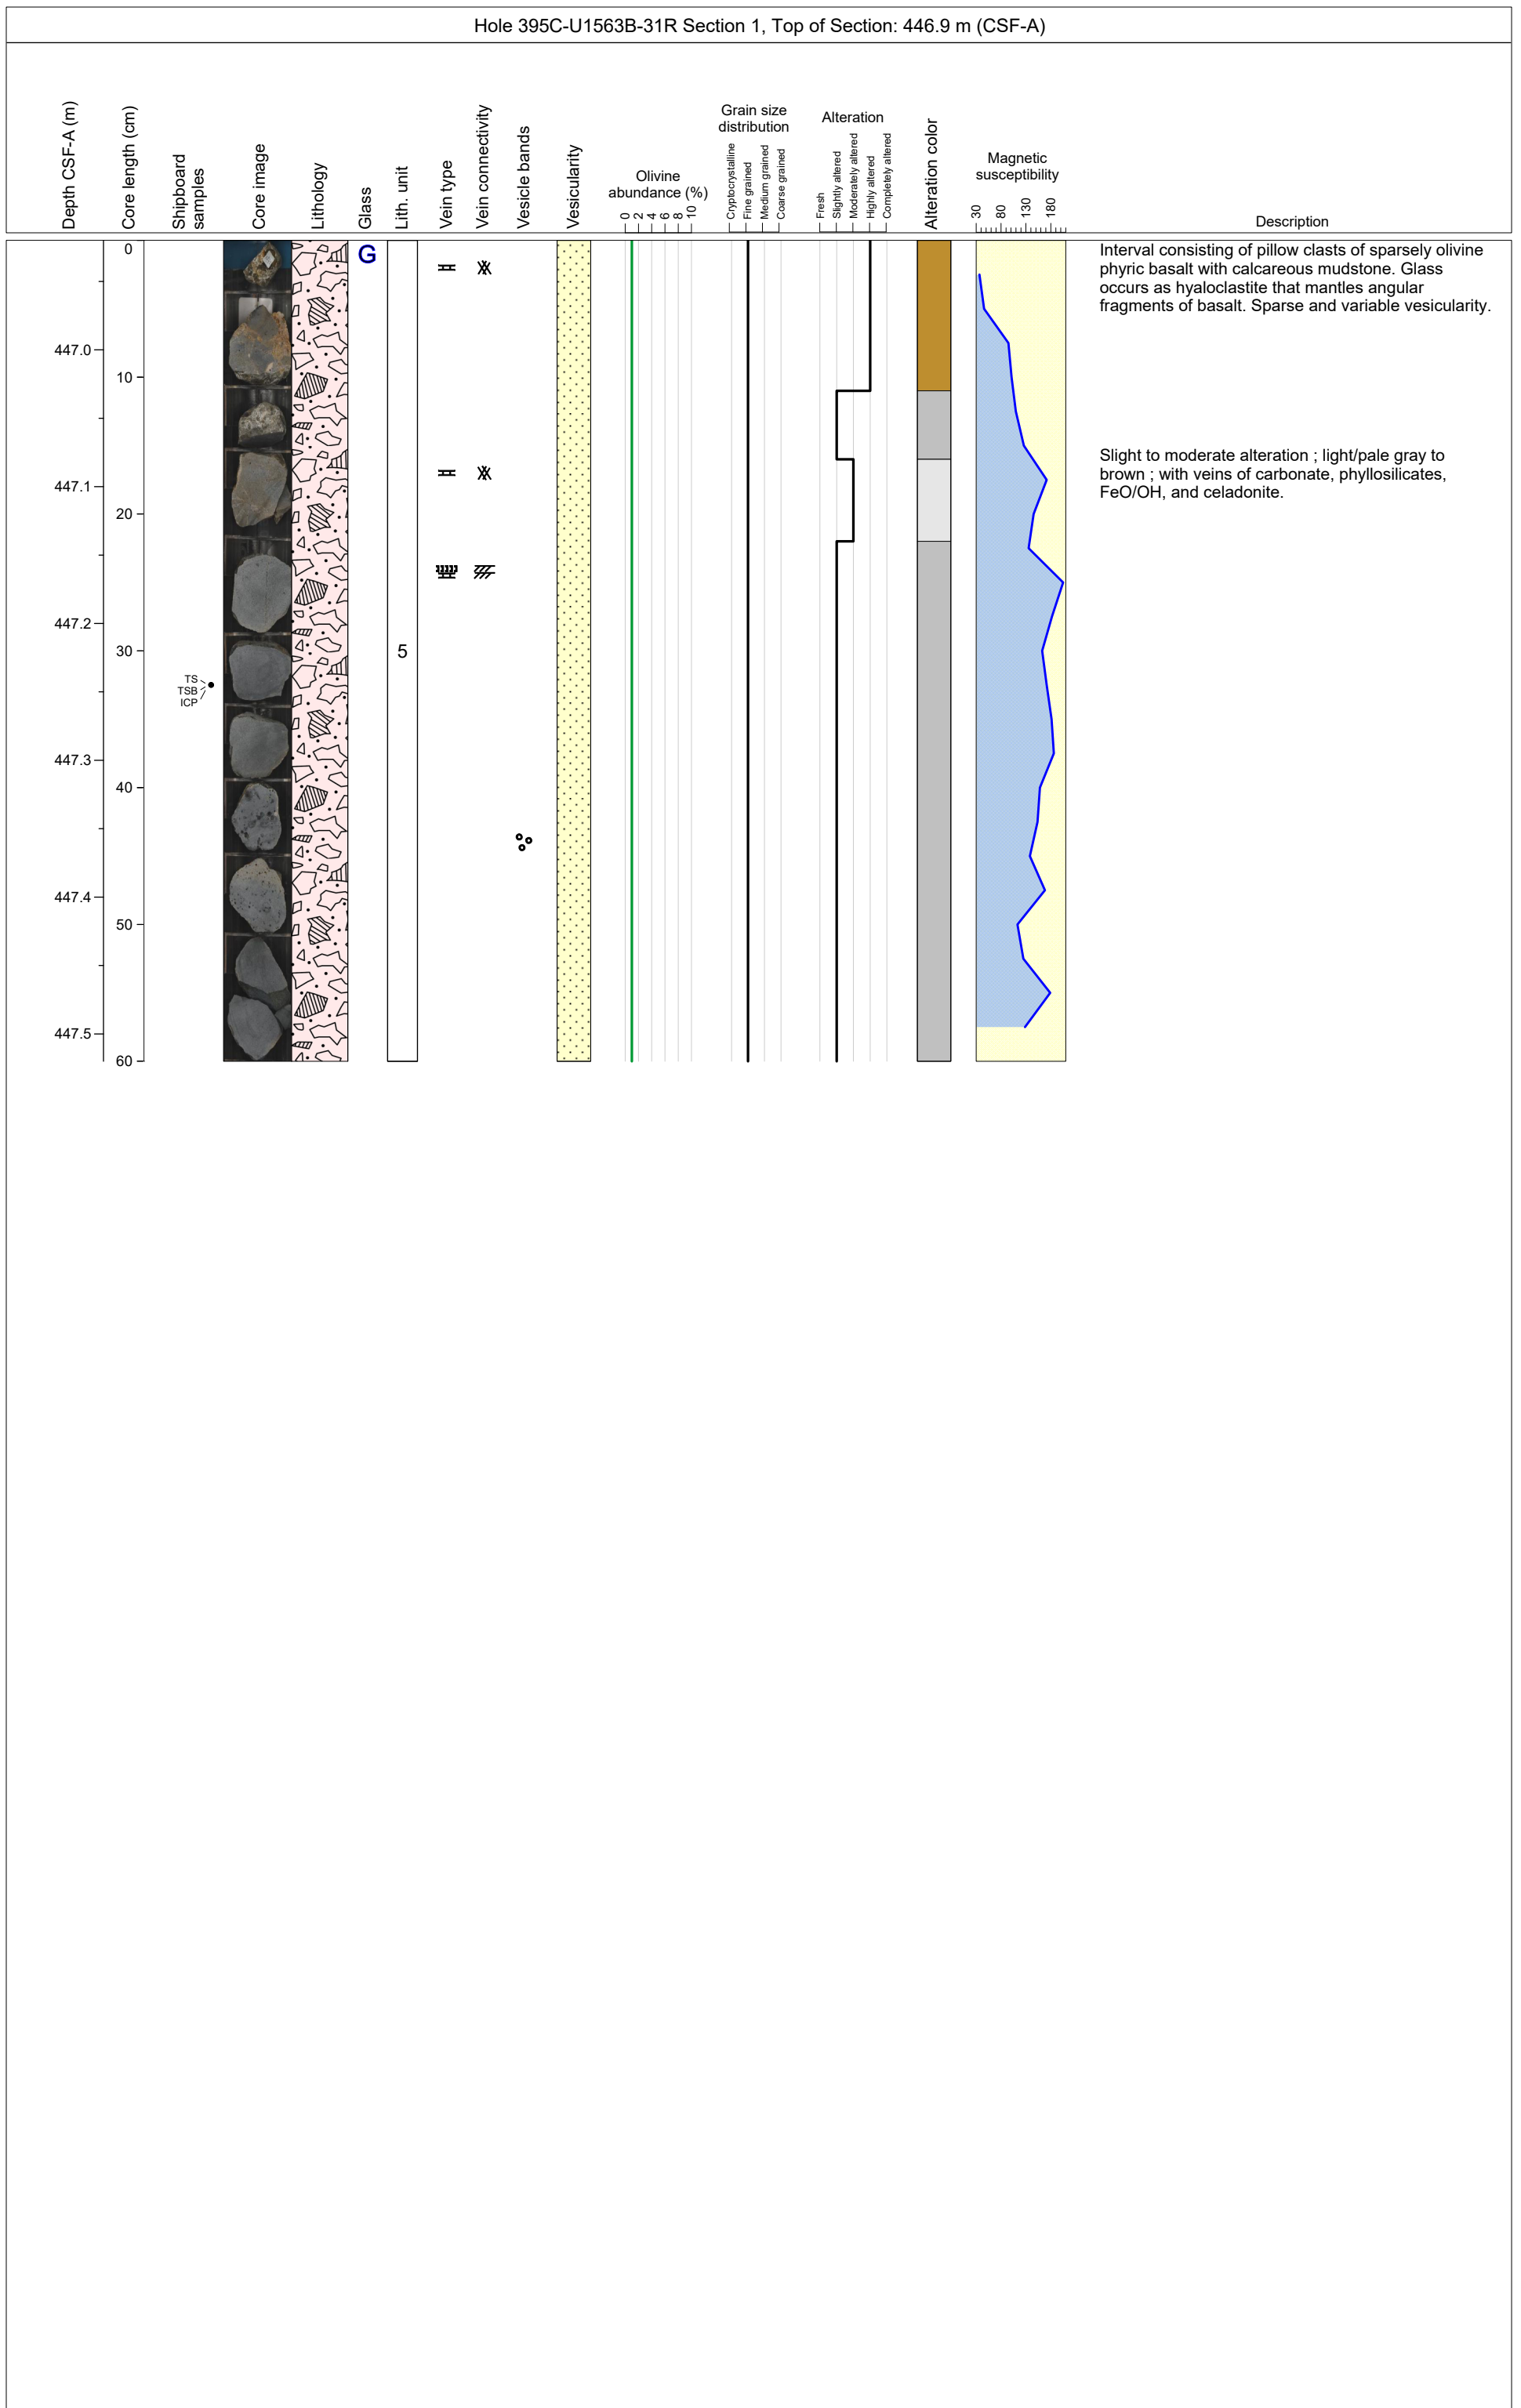 Hole 395C-U1563B-31R Section 1, Top of Section: 446.9 m (CSF-A)
Depth CSF-A (m)
Core length (cm)
Shipboard
samples
Core image
Lithology
Glass
Lith. unit
Vein type
Vein connectivity
Vesicle bands
Vesicularity
Olivine
abundance (%)
0 2 4 6 8 10
Grain size
distribution
Cryptocrystalline
Fine grained
Medium grained
Coarse grained
Alteration
Fresh
Slightly altered
Moderately altered
Highly altered
Completely altered
Alteration color
Magnetic
susceptibility
30 80 130 180
Description
0
10
20
30
40
50
60
447.0
447.1
447.2
447.3
447.4
447.5
TS
TSB
ICP
G
5
Interval consisting of pillow clasts of sparsely olivine
phyric basalt with calcareous mudstone. Glass
occurs as hyaloclastite that mantles angular
fragments of basalt. Sparse and variable vesicularity.
Slight to moderate alteration ; light/pale gray to
brown ; with veins of carbonate, phyllosilicates,
FeO/OH, and celadonite.